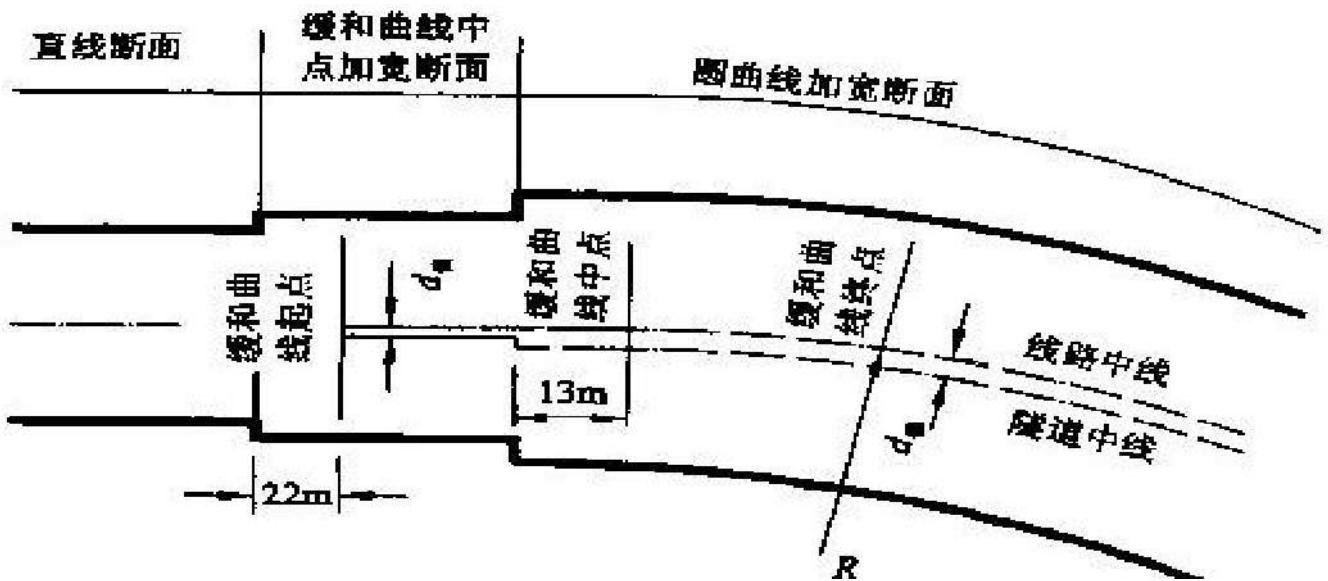 直线断面
缓和曲线中
点加宽断面
圆曲线加宽断面
缓和曲
线起点
d
缓和曲
线中点
缓和曲
线终点
线路中线
隧道中线
13m
d
22m
R